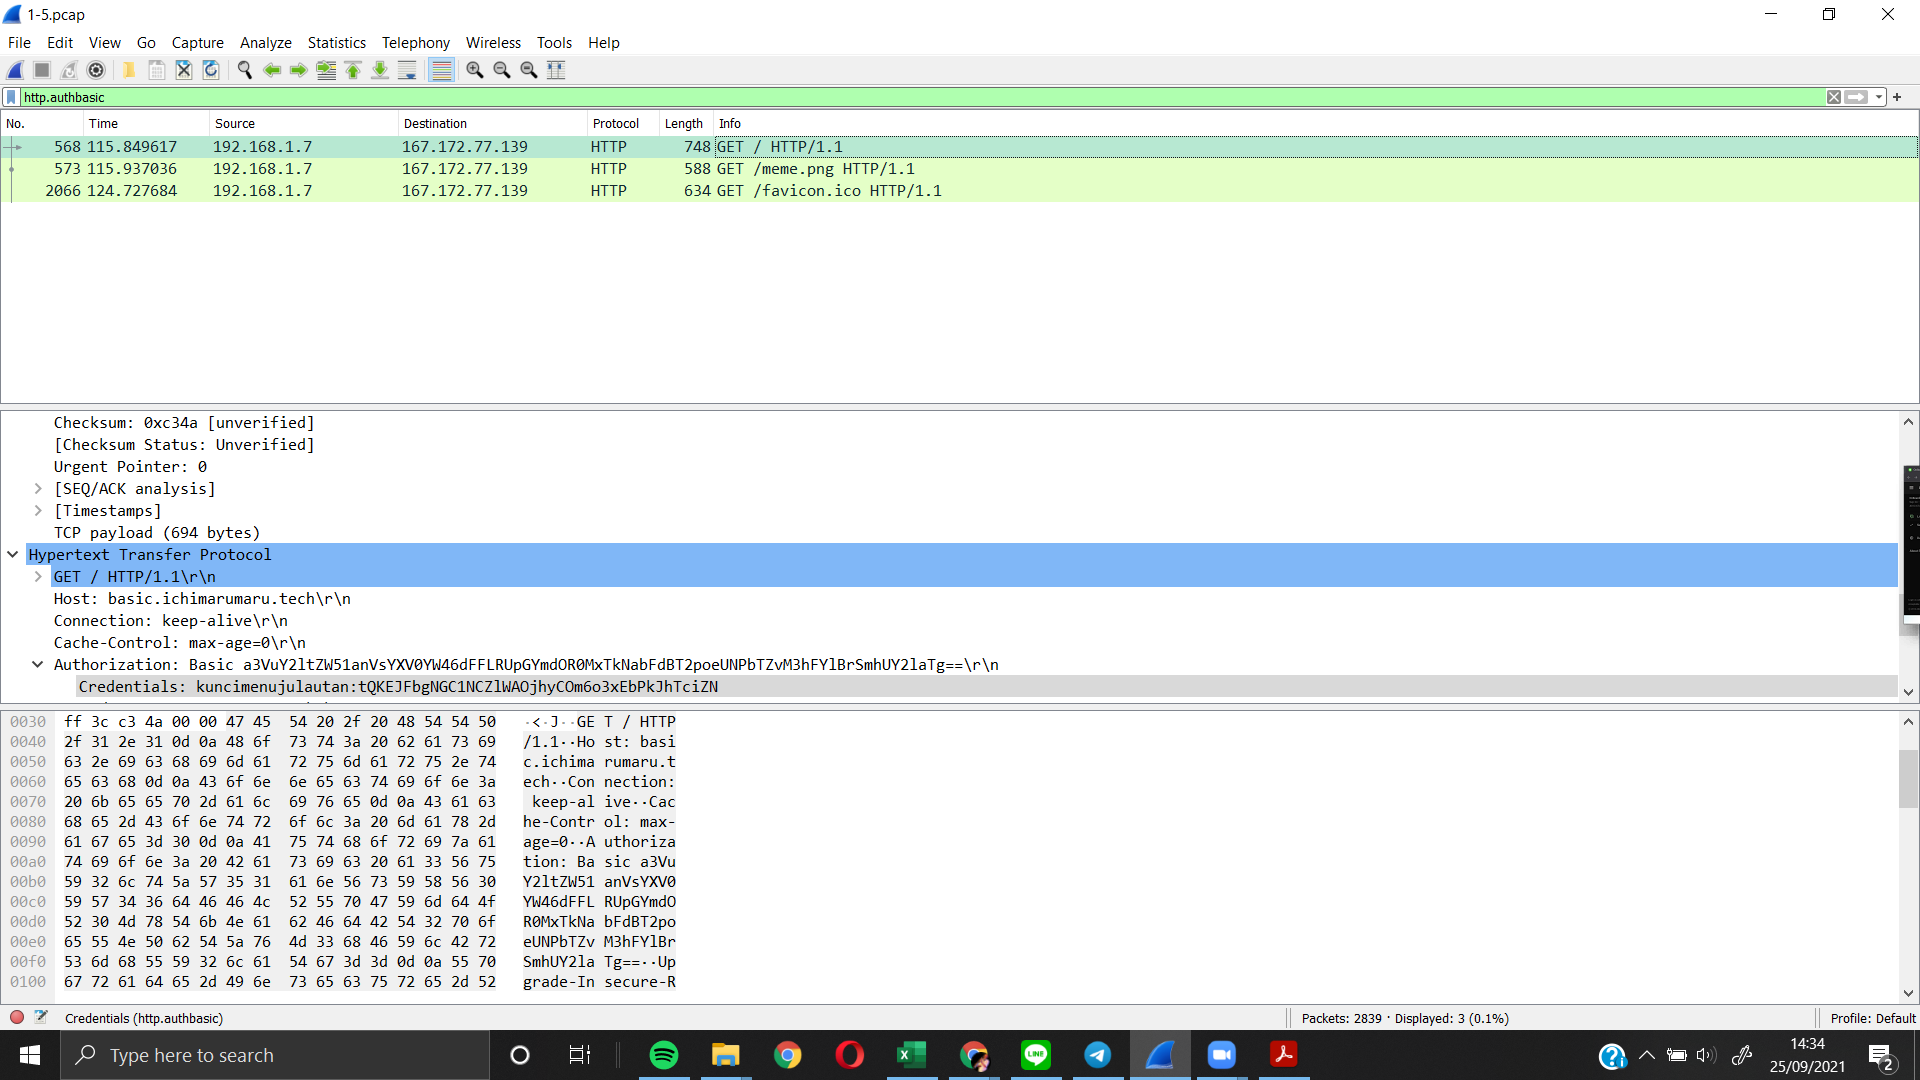 1-5.pcap
File Edit View Go Capture Analyze Statistics Telephony Wireless Tools Help
http.authbasic
No. Time Source Destination Protocol Length Info
568 115.849617 192.168.1.7 167.172.77.139 HTTP 748 GET / HTTP/1.1
573 115.937036 192.168.1.7 167.172.77.139 HTTP 588 GET /meme.png HTTP/1.1
2066 124.727684 192.168.1.7 167.172.77.139 HTTP 634 GET /favicon.ico HTTP/1.1
Checksum: 0xc34a [unverified]
[Checksum Status: Unverified]
Urgent Pointer: 0
[SEQ/ACK analysis]
[Timestamps]
TCP payload (694 bytes)
Hypertext Transfer Protocol
GET / HTTP/1.1\r\n
Host: basic.ichimarumaru.tech\r\n
Connection: keep-alive\r\n
Cache-Control: max-age=0\r\n
Authorization: Basic a3VuY2ltZW51anVsYXV0YW46dFFLRUpGYmdOR0MxTkNabFdBT2poeUNPbTZvM3hFYlBrSmhUY2laTg==\r\n
Credentials: kuncimenujulautan:tQKEJFbgNGC1NCZlWAOjhyCOm6o3xEbPkJhTciZN
0030 ff 3c c3 4a 00 00 47 45 54 20 2f 20 48 54 54 50 ·<·J··GE T / HTTP
0040 2f 31 2e 31 0d 0a 48 6f 73 74 3a 20 62 61 73 69 /1.1··Ho st: basi
0050 63 2e 69 63 68 69 6d 61 72 75 6d 61 72 75 2e 74 c.ichima rumaru.t
0060 65 63 68 0d 0a 43 6f 6e 6e 65 63 74 69 6f 6e 3a ech··Con nection:
0070 20 6b 65 65 70 2d 61 6c 69 76 65 0d 0a 43 61 63 keep-al ive··Cac
0080 68 65 2d 43 6f 6e 74 72 6f 6c 3a 20 6d 61 78 2d he-Contr ol: max-
0090 61 67 65 3d 30 0d 0a 41 75 74 68 6f 72 69 7a 61 age=0··A uthoriza
00a0 74 69 6f 6e 3a 20 42 61 73 69 63 20 61 33 56 75 tion: Ba sic a3Vu
00b0 59 32 6c 74 5a 57 35 31 61 6e 56 73 59 58 56 30 Y2ltZW51 anVsYXV0
00c0 59 57 34 36 64 46 46 4c 52 55 70 47 59 6d 64 4f YW46dFFL RUpGYmdO
00d0 52 30 4d 78 54 6b 4e 61 62 46 64 42 54 32 70 6f R0MxTkNa bFdBT2po
00e0 65 55 4e 50 62 54 5a 76 4d 33 68 46 59 6c 42 72 eUNPbTZv M3hFYlBr
00f0 53 6d 68 55 59 32 6c 61 54 67 3d 3d 0d 0a 55 70 SmhUY2la Tg==··Up
0100 67 72 61 64 65 2d 49 6e 73 65 63 75 72 65 2d 52 grade-In secure-R
Credentials (http.authbasic) Packets: 2839 · Displayed: 3 (0.1%) Profile: Default
Type here to search
LINE
14:34
25/09/2021
2